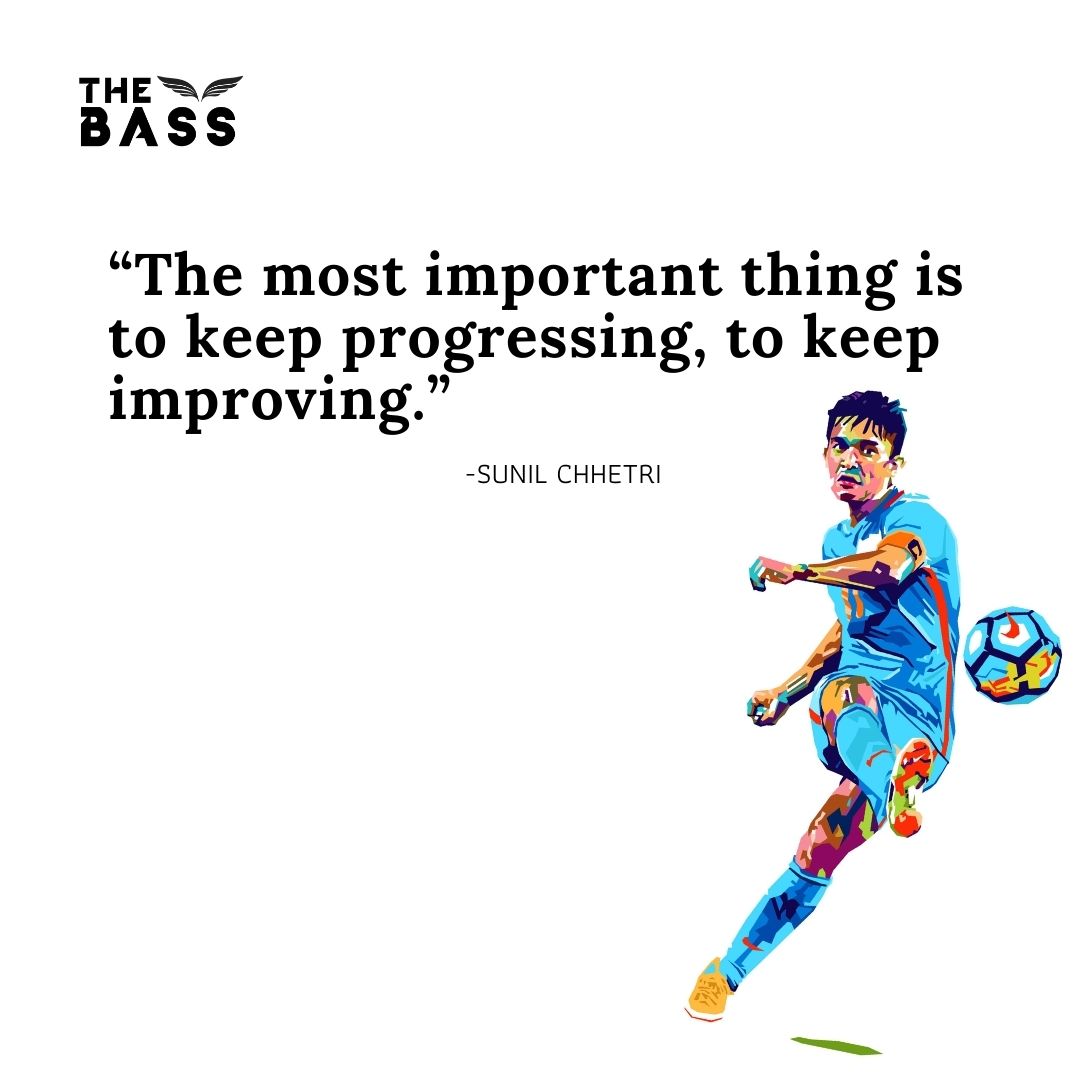 THE
BASS
“The most important thing is
to keep progressing, to keep
improving.”
-SUNIL CHHETRI